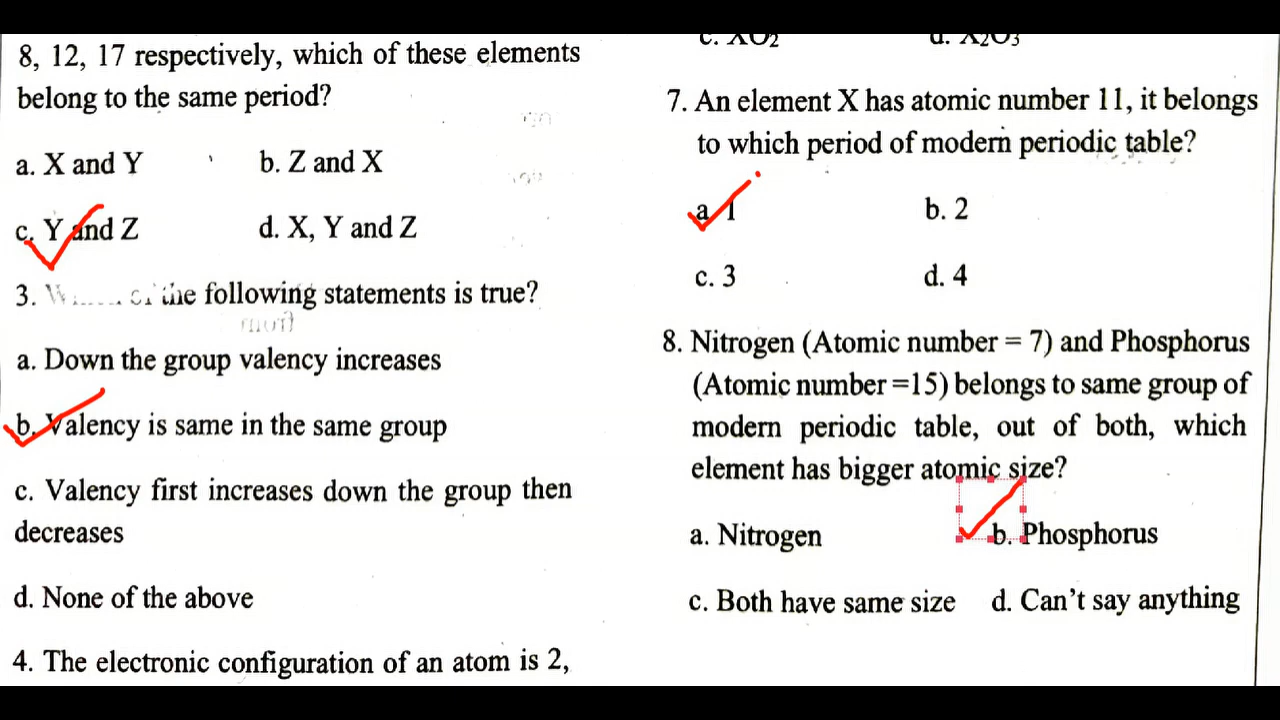 8, 12, 17 respectively, which of these elements
belong to the same period?
a. X and Y b. Z and X
c. Y and Z d. X, Y and Z
3. of the following statements is true?
a. Down the group valency increases
b. Valency is same in the same group
c. Valency first increases down the group then
decreases
d. None of the above
4. The electronic configuration of an atom is 2,
c. XO2 d. X2O3
7. An element X has atomic number 11, it belongs
to which period of modern periodic table?
a. 1 b. 2
c. 3 d. 4
8. Nitrogen (Atomic number = 7) and Phosphorus
(Atomic number =15) belongs to same group of
modern periodic table, out of both, which
element has bigger atomic size?
a. Nitrogen b. Phosphorus
c. Both have same size d. Can't say anything